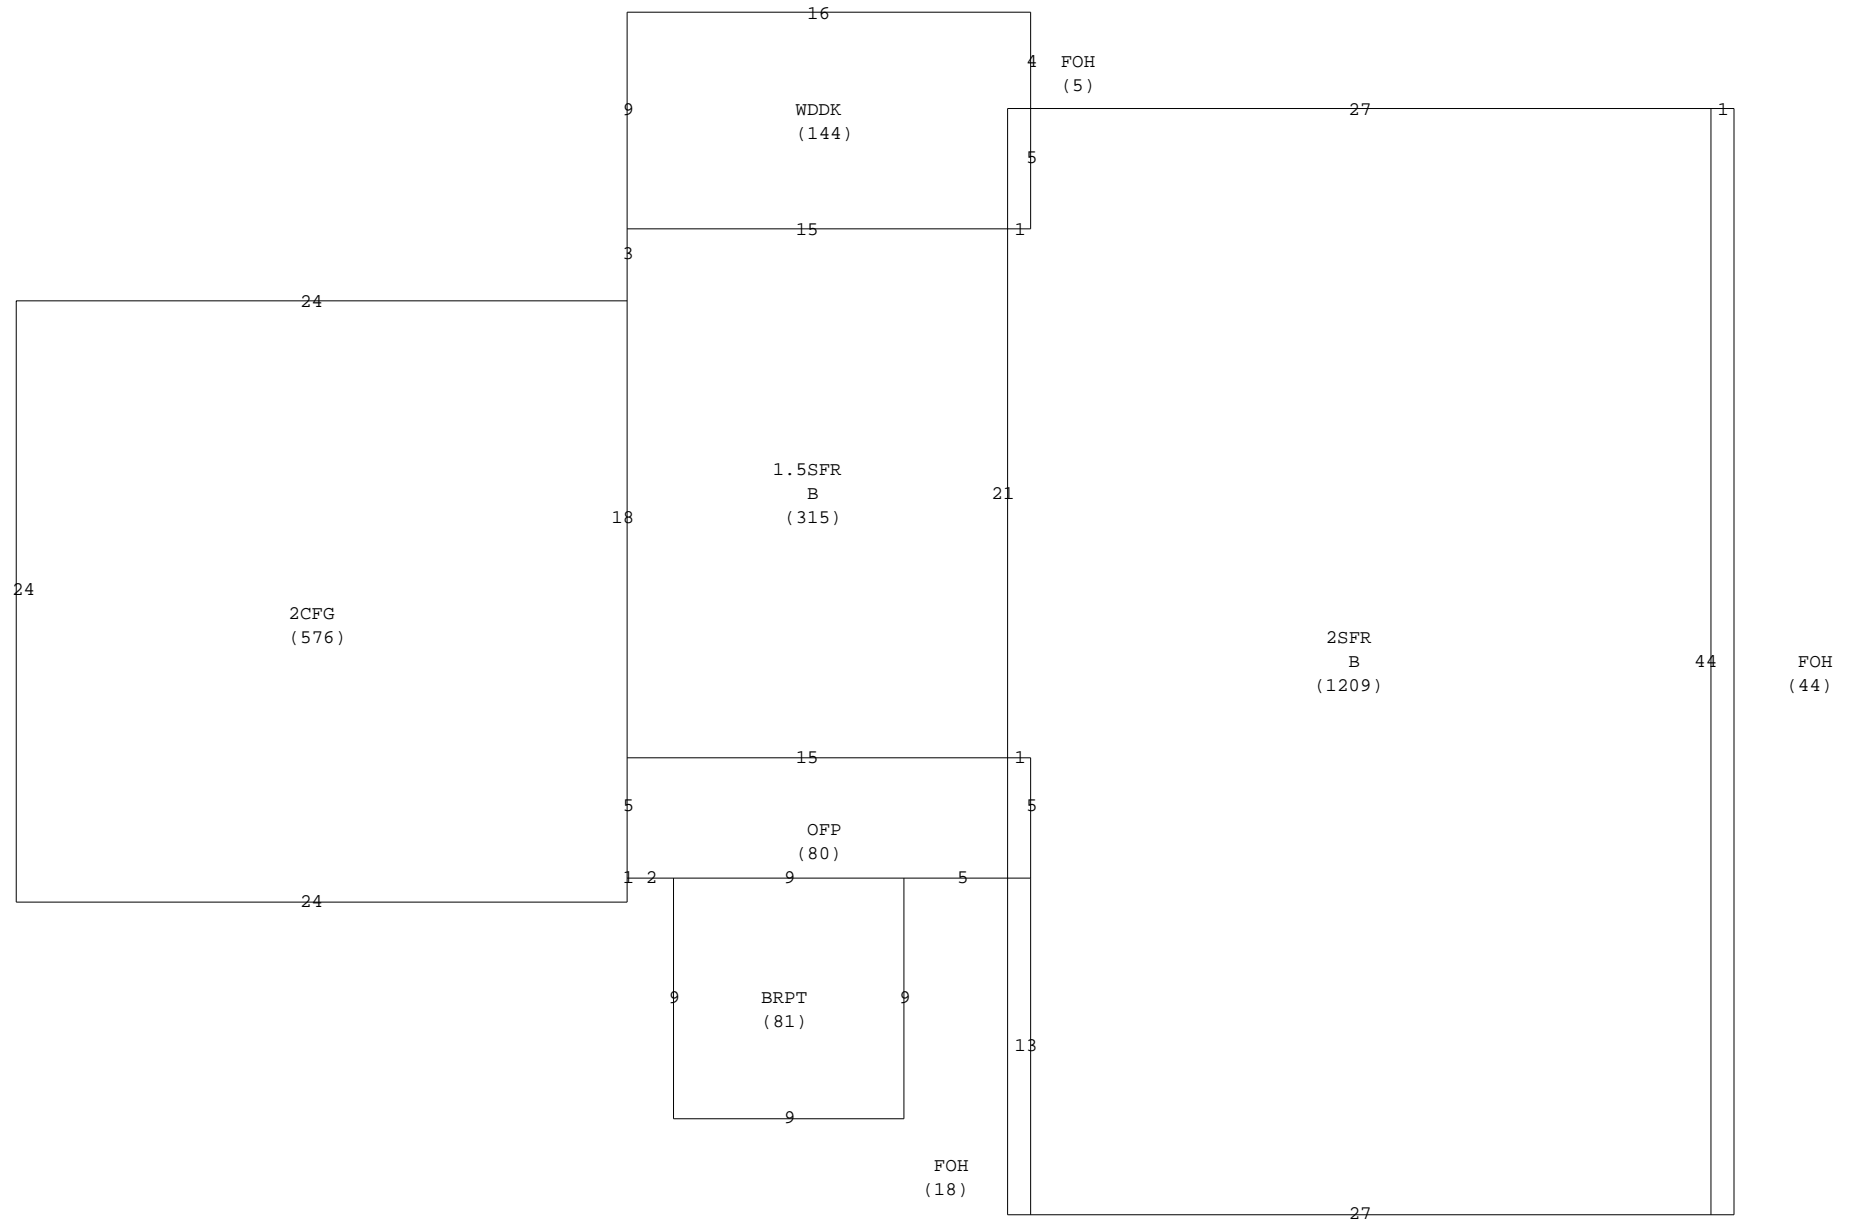 16
4 FOH
(5)
9 WDDK 27 1
(144)
5
15 1
3
24
1.5SFR
B 21
18 (315)
24
2CFG
(576) 2SFR
B 44 FOH
(1209) (44)
15 1
5 5
OFP
(80)
1 2 9 5
24
9 BRPT 9
(81)
13
9
FOH
(18)
27